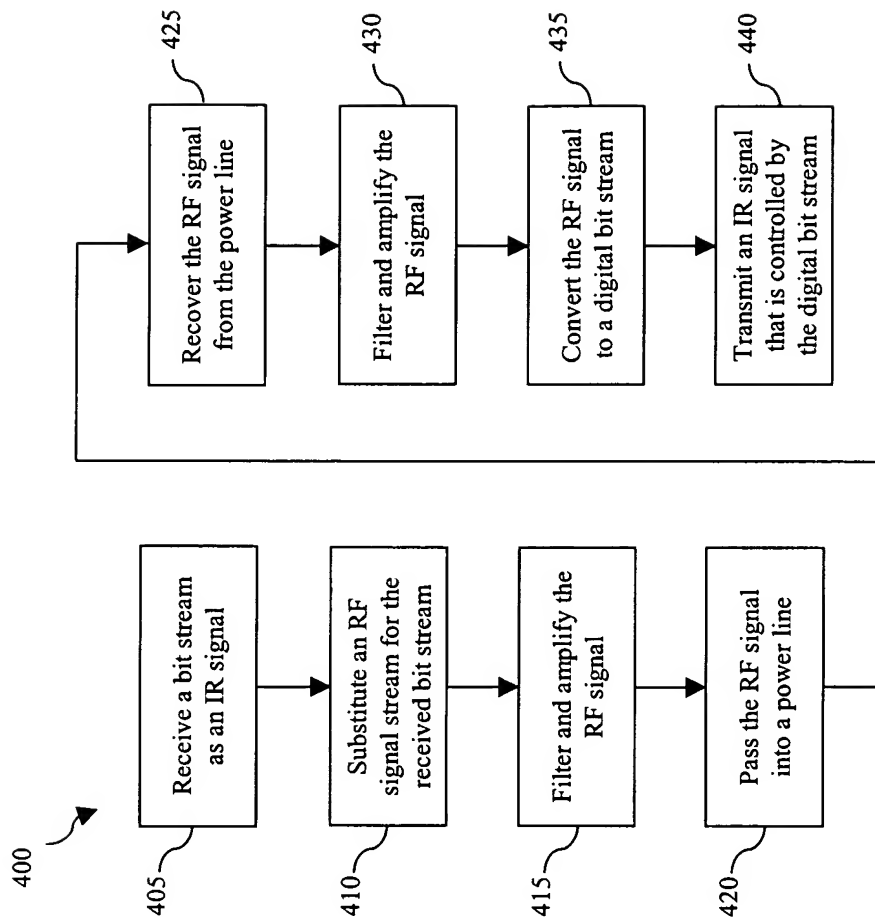 400
405
Receive a bit stream
as an IR signal
410
Substitute an RF
signal stream for the
received bit stream
415
Filter and amplify the
RF signal
420
Pass the RF signal
into a power line
425
Recover the RF signal
from the power line
430
Filter and amplify the
RF signal
435
Convert the RF signal
to a digital bit stream
440
Transmit an IR signal
that is controlled by
the digital bit stream